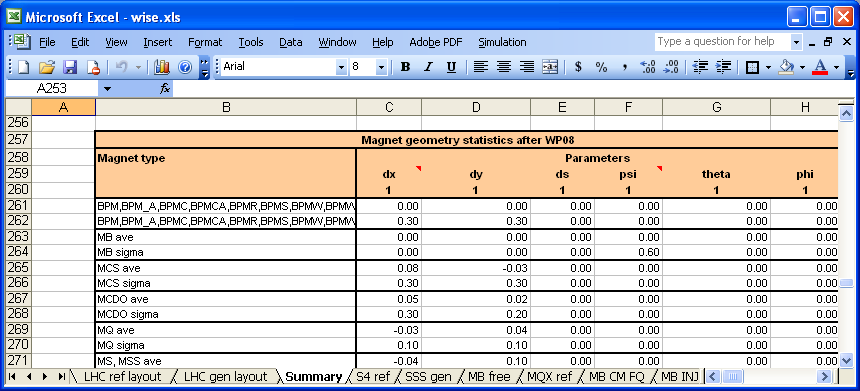 Microsoft Excel - wise.xls
File Edit View Insert Format Tools Data Window Help Adobe PDF Simulation Type a question for help
Arial 8 B I U $ % ,
A253 fx
A B C D E F G H
256
257 Magnet geometry statistics after WP08
258 Magnet type Parameters
259 dx dy ds psi theta phi
260 1 1 1 1 1 1
261 BPM,BPM_A,BPMC,BPMCA,BPMR,BPMS,BPMW,BPMW 0.00 0.00 0.00 0.00 0.00 0.00
262 BPM,BPM_A,BPMC,BPMCA,BPMR,BPMS,BPMW,BPMW 0.30 0.30 0.00 0.00 0.00 0.00
263 MB ave 0.00 0.00 0.00 0.00 0.00 0.00
264 MB sigma 0.00 0.00 0.00 0.60 0.00 0.00
265 MCS ave 0.08 -0.03 0.00 0.00 0.00 0.00
266 MCS sigma 0.30 0.30 0.00 0.00 0.00 0.00
267 MCDO ave 0.05 0.02 0.00 0.00 0.00 0.00
268 MCDO sigma 0.30 0.20 0.00 0.00 0.00 0.00
269 MQ ave -0.03 0.04 0.00 0.00 0.00 0.00
270 MQ sigma 0.10 0.10 0.00 0.00 0.00 0.00
271 MS, MSS ave -0.04 0.10 0.00 0.00 0.00 0.00
LHC ref layout LHC gen layout Summary S4 ref SSS gen MB free MQX ref MB CM FQ MB INJ